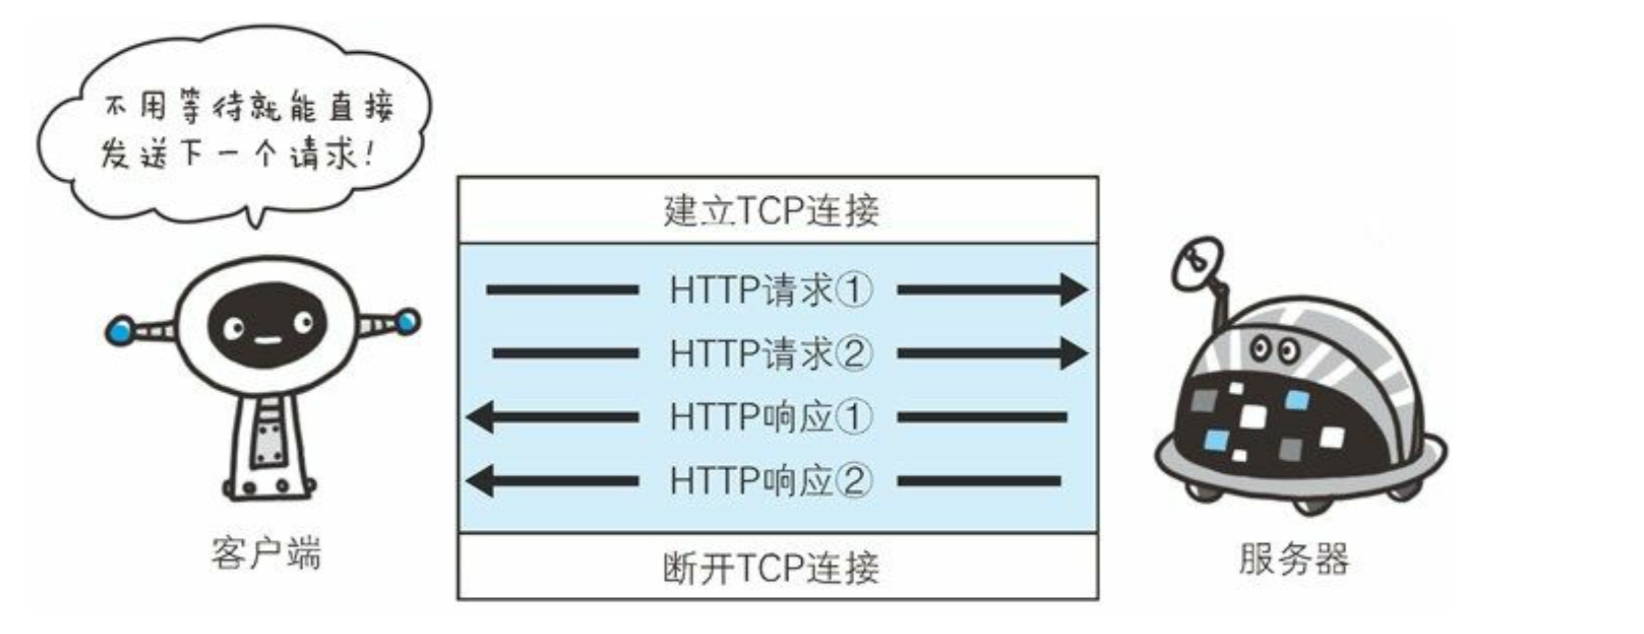 不用等待就能直接
发送下一个请求！
建立TCP连接
HTTP请求①
HTTP请求②
HTTP响应①
HTTP响应②
断开TCP连接
客户端
服务器